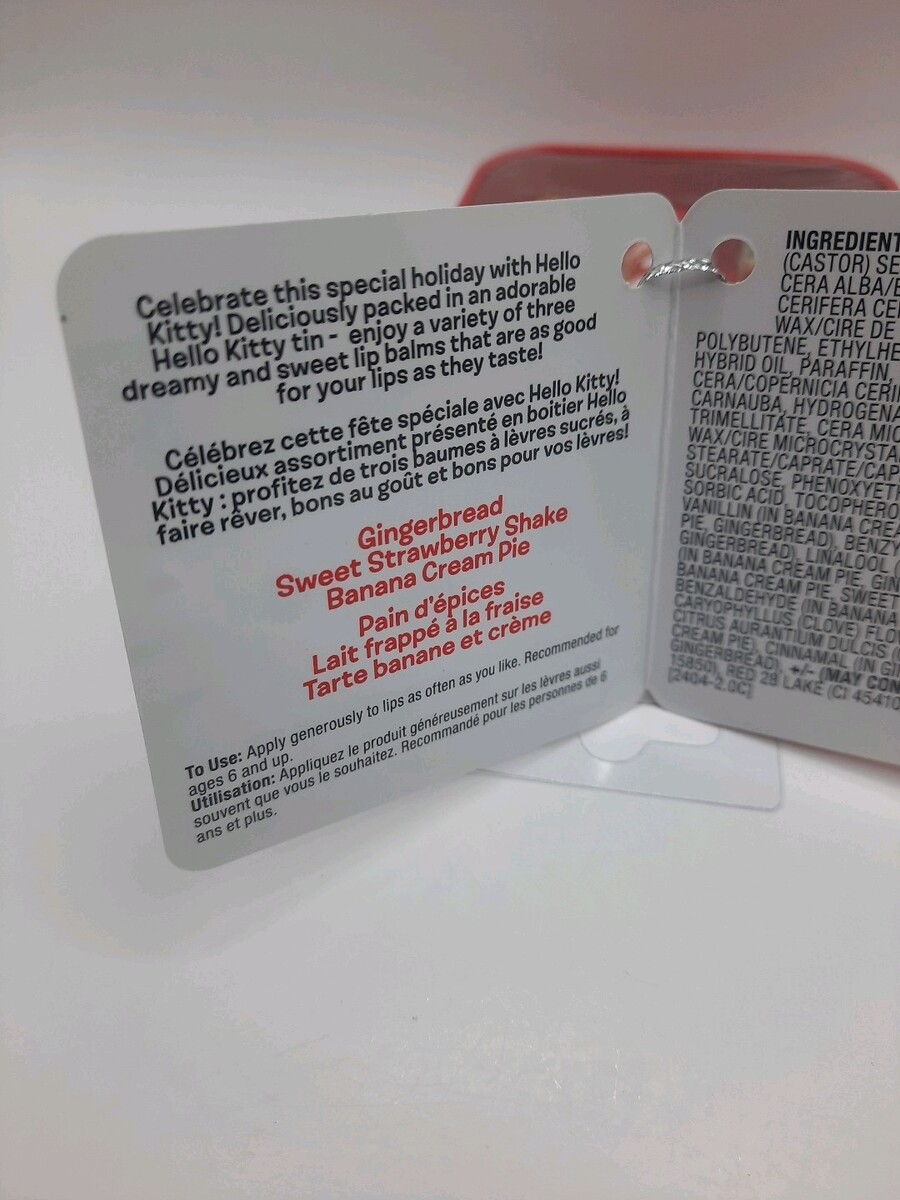 Celebrate this special holiday with Hello
Kitty! Deliciously packed in an adorable
Hello Kitty tin - enjoy a variety of three
dreamy and sweet lip balms that are as good
for your lips as they taste!
Célébrez cette fête spéciale avec Hello Kitty!
Délicieux assortiment présenté en boitier Hello
Kitty : profitez de trois baumes à lèvres sucrés, à
faire rêver, bons au goût et bons pour vos lèvres!
Gingerbread
Sweet Strawberry Shake
Banana Cream Pie
Pain d'épices
Lait frappé à la fraise
Tarte banane et crème
To Use: Apply generously to lips as often as you like. Recommended for
ages 6 and up.
Utilisation: Appliquez le produit généreusement sur les lèvres aussi
souvent que vous le souhaitez. Recommandé pour les personnes de 6
ans et plus.
INGREDIENT
(CASTOR) SE
CERA ALBA/
CERIFERA CE
WAX/CIRE DE
POLYBUTENE, ETHYLHE
HYBRID OIL, PARAFFIN,
CERA/COPERNICIA CERI
CARNAUBA, HYDROGENA
TRIMELLITATE, CERA MIC
WAX/CIRE MICROCRYSTA
STEARATE/CAPRATE/CAP
SUCRALOSE, PHENOXYETH
SORBIC ACID, TOCOPHERO
VANILLIN (IN BANANA CREA
PIE, GINGERBREAD), BENZY
GINGERBREAD), LINALOOL (
(IN BANANA CREAM PIE, GIN
BANANA CREAM PIE, SWEET
BENZALDEHYDE (IN BANANA
CARYOPHYLLUS (CLOVE) FLO
CITRUS AURANTIUM DULCIS (
CREAM PIE), CINNAMAL (IN GI
GINGERBREAD). +/- (MAY CON
15850), RED 28 LAKE (CI 45410
[2404-2.0C]